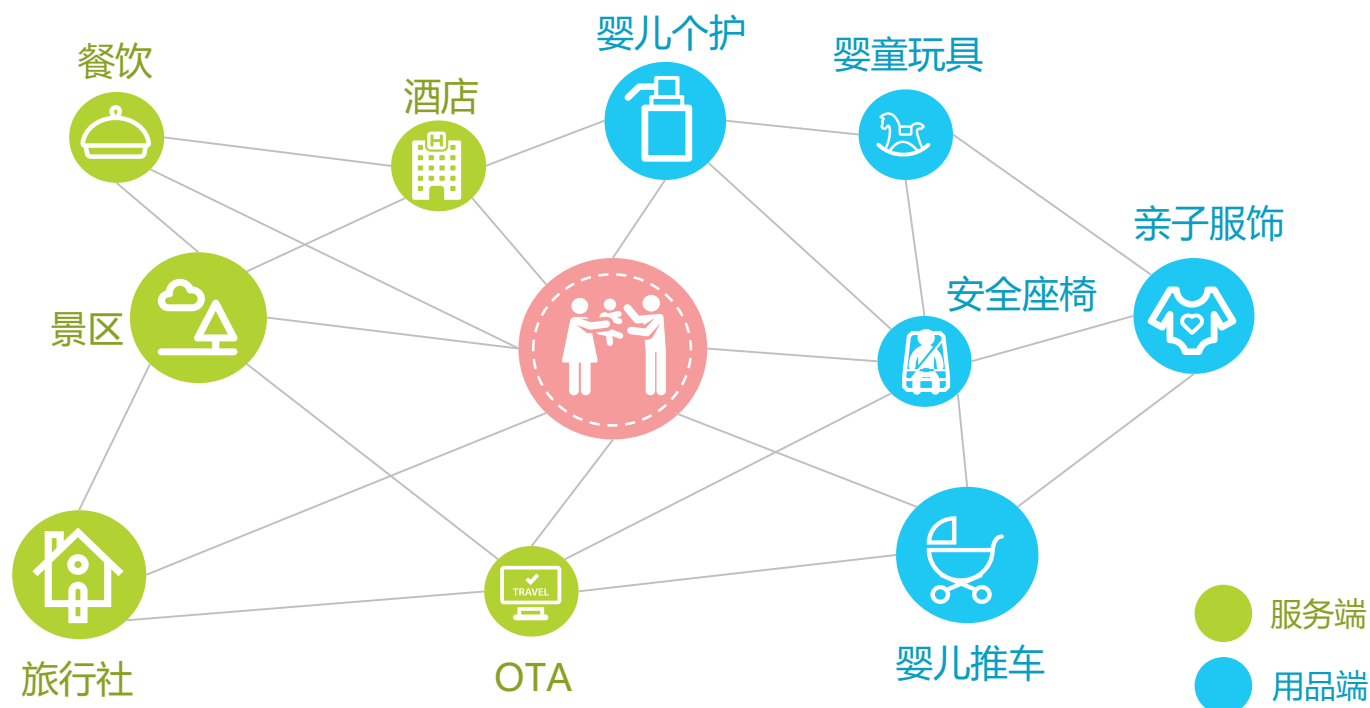 婴儿个护
婴童玩具
餐饮
酒店
亲子服饰
安全座椅
景区
H
TRAVEL
服务端
旅行社
OTA
婴儿推车
用品端